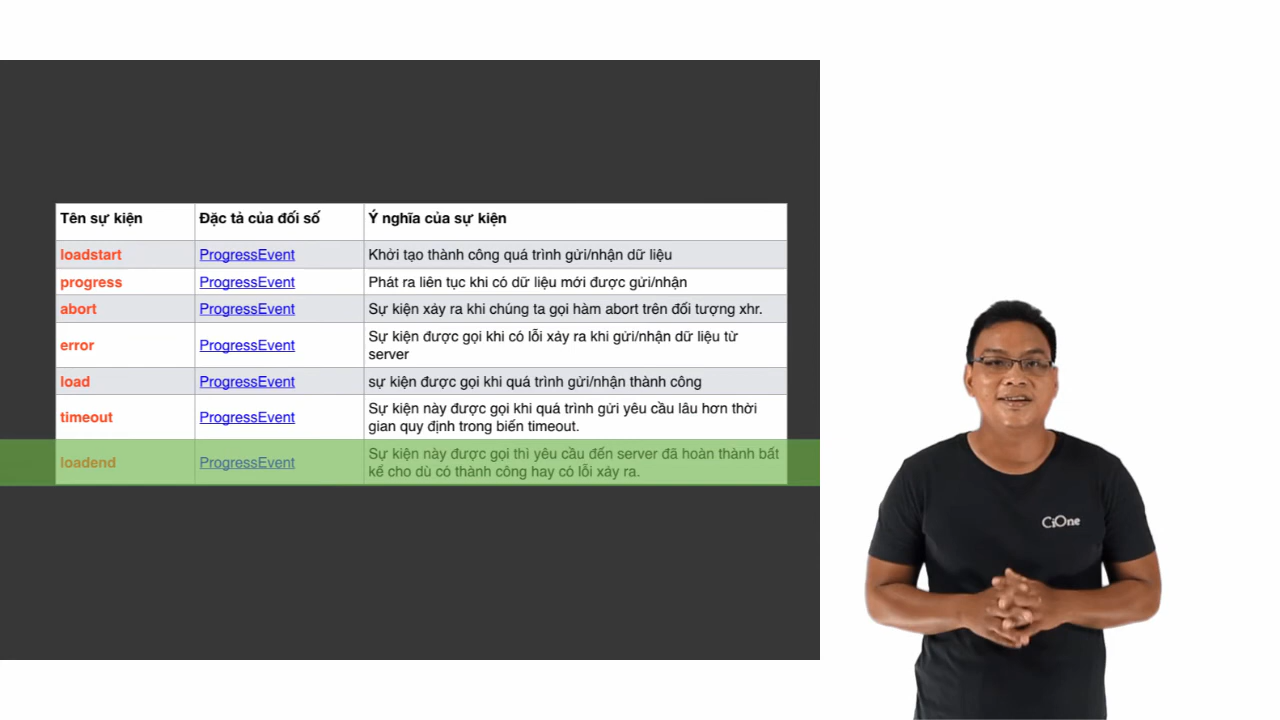 Tên sự kiện Đặc tả của đối số Ý nghĩa của sự kiện
loadstart ProgressEvent Khởi tạo thành công quá trình gửi/nhận dữ liệu
progress ProgressEvent Phát ra liên tục khi có dữ liệu mới được gửi/nhận
abort ProgressEvent Sự kiện xảy ra khi chúng ta gọi hàm abort trên đối tượng xhr.
error ProgressEvent Sự kiện được gọi khi có lỗi xảy ra khi gửi/nhận dữ liệu từ
server
load ProgressEvent sự kiện được gọi khi quá trình gửi/nhận thành công
timeout ProgressEvent Sự kiện này được gọi khi quá trình gửi yêu cầu lâu hơn thời
gian quy định trong biến timeout.
loadend ProgressEvent Sự kiện này được gọi thì yêu cầu đến server đã hoàn thành bất
kể cho dù có thành công hay có lỗi xảy ra.
CiOne